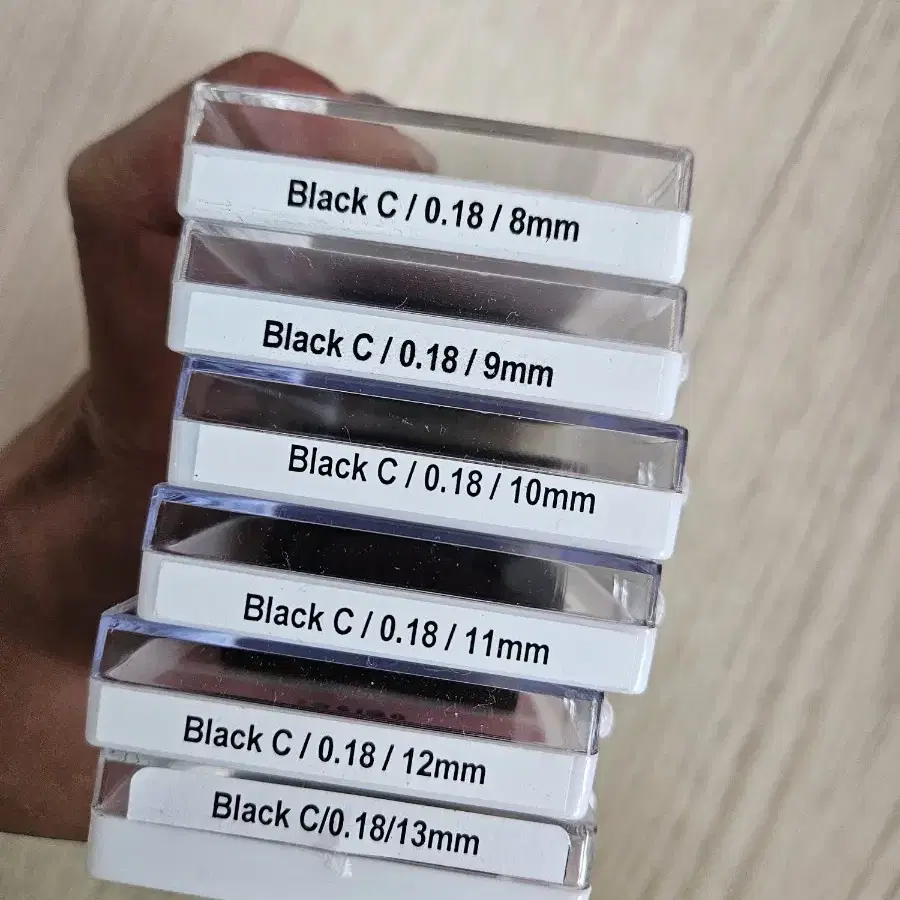 Black C / 0.18 / 8mm
Black C / 0.18 / 9mm
Black C / 0.18 / 10mm
Black C / 0.18 / 11mm
Black C / 0.18 / 12mm
Black C/0.18/13mm